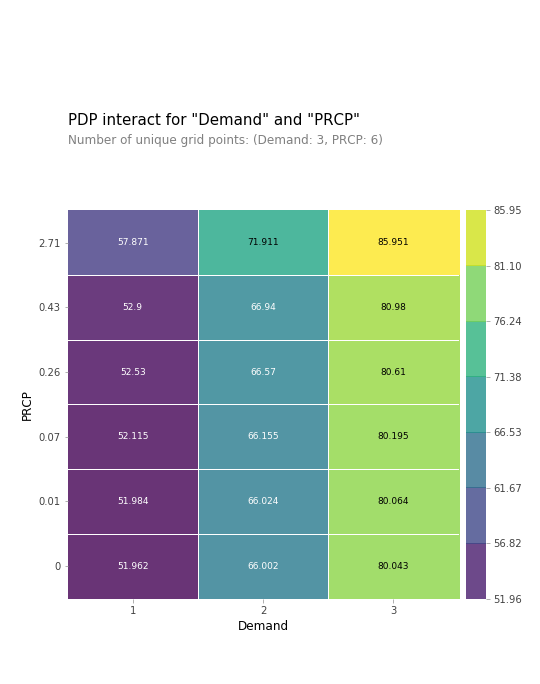 PDP interact for "Demand" and "PRCP"
Number of unique grid points: (Demand: 3, PRCP: 6)
85.95
2.71 57.871 71.911 85.951
81.10
0.43 52.9 66.94 80.98
76.24
0.26 52.53 66.57 80.61
71.38
PRCP
0.07 52.115 66.155 80.195
66.53
0.01 51.984 66.024 80.064
61.67
56.82
0 51.962 66.002 80.043
51.96
1 2 3
Demand